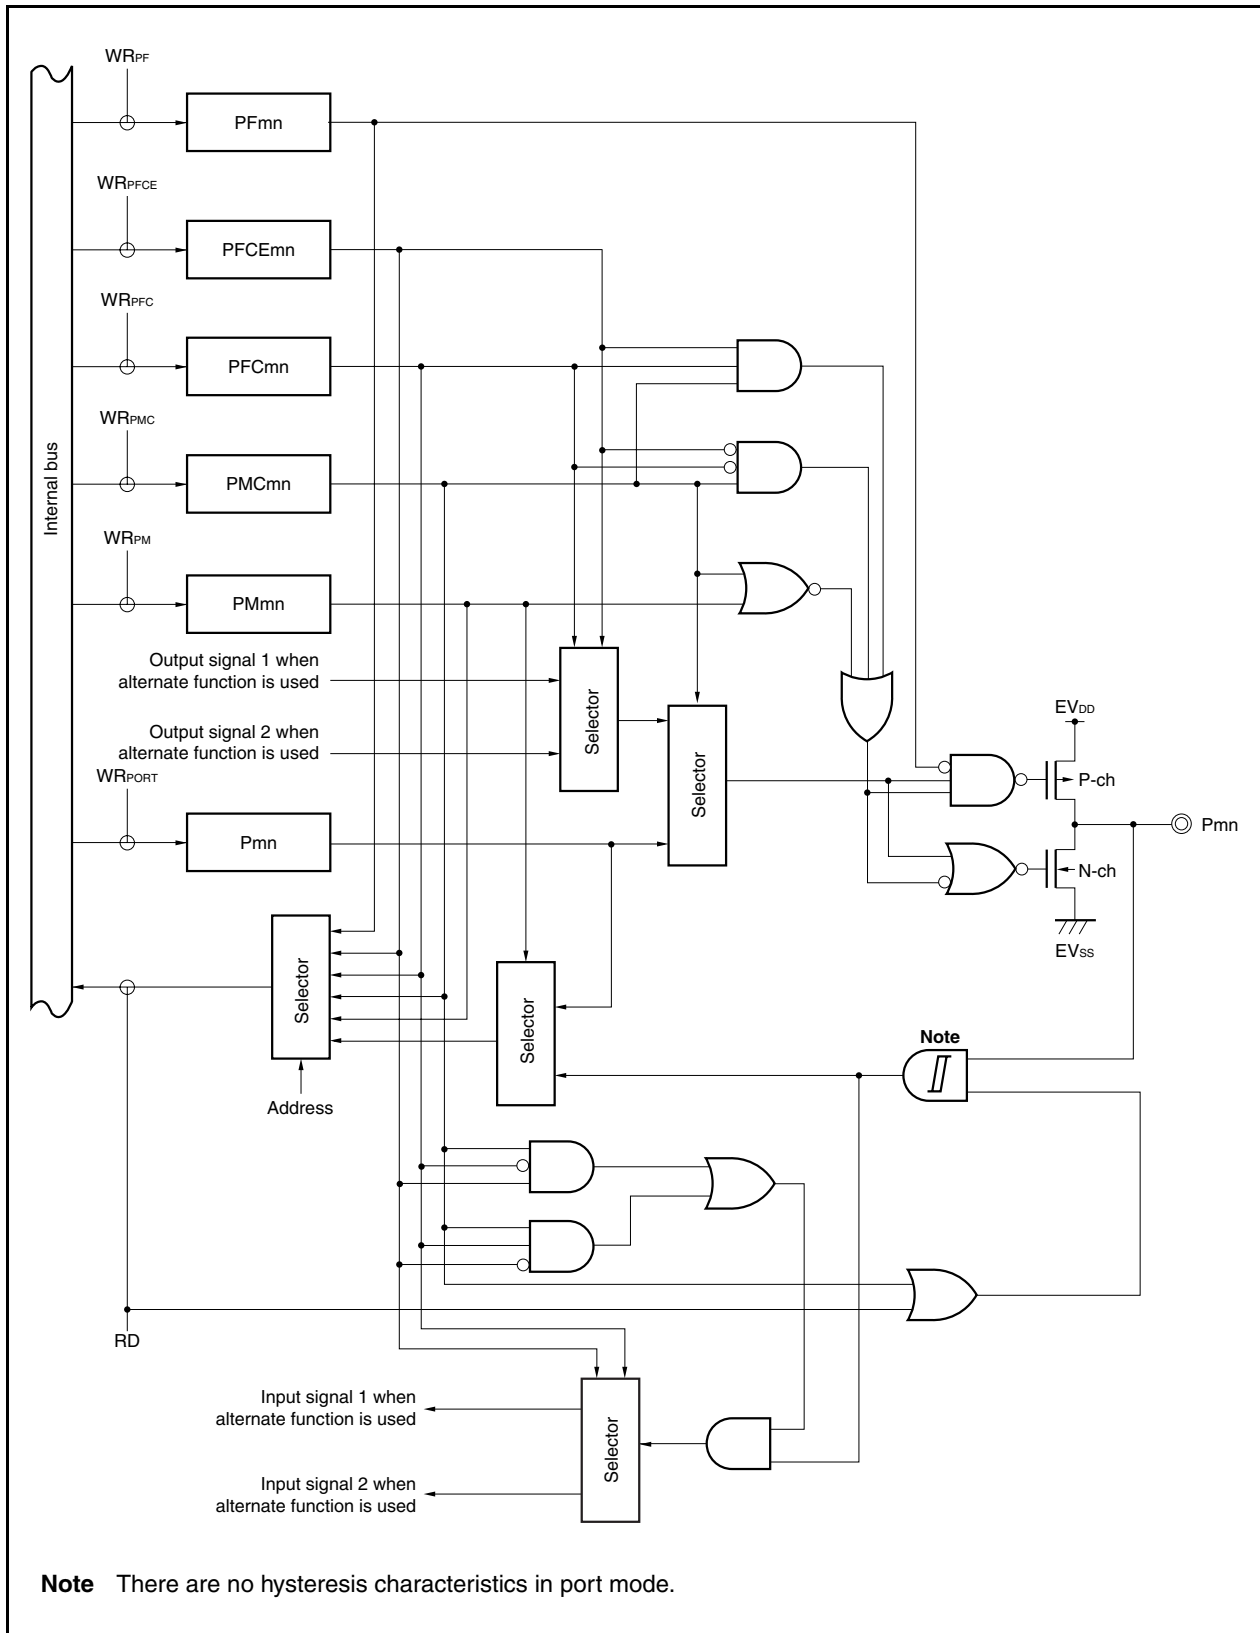 WRPF
PFmn
WRPFCE
PFCEmn
WRPFC
PFCmn
WRPMC
PMCmn
Internal bus
WRPM
PMmn
Output signal 1 when
alternate function is used
Output signal 2 when
alternate function is used
Selector
Selector
WRPORT
Pmn
EVDD
P-ch
Pmn
N-ch
EVSS
Selector
Selector
Address
Note
RD
Input signal 1 when
alternate function is used
Input signal 2 when
alternate function is used
Selector
Note There are no hysteresis characteristics in port mode.